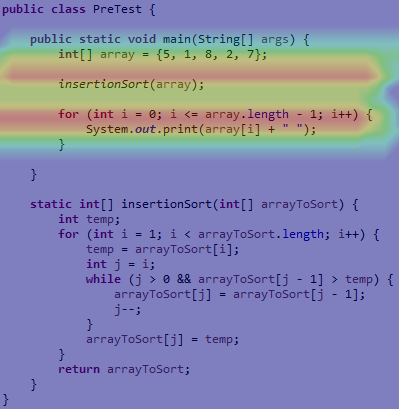 public class PreTest {
public static void main(String[] args) {
int[] array = {5, 1, 8, 2, 7};
insertionSort(array);
for (int i = 0; i <= array.length - 1; i++) {
System.out.print(array[i] + " ");
}
}
static int[] insertionSort(int[] arrayToSort) {
int temp;
for (int i = 1; i < arrayToSort.length; i++) {
temp = arrayToSort[i];
int j = i;
while (j > 0 && arrayToSort[j - 1] > temp) {
arrayToSort[j] = arrayToSort[j - 1];
j--;
}
arrayToSort[j] = temp;
}
return arrayToSort;
}
}